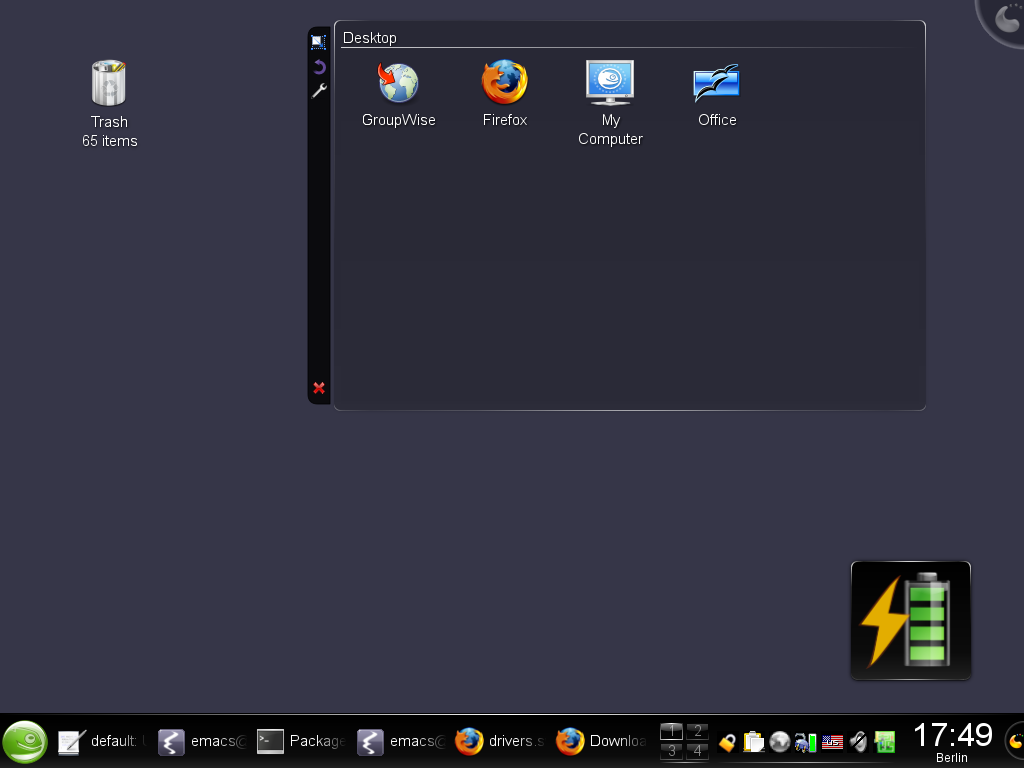 Desktop
Trash
65 items
GroupWise
Firefox
My
Computer
Office
default:
emacs@
Package
emacs@
drivers.s
Downloa
1 2
3 4
US
17:49
Berlin